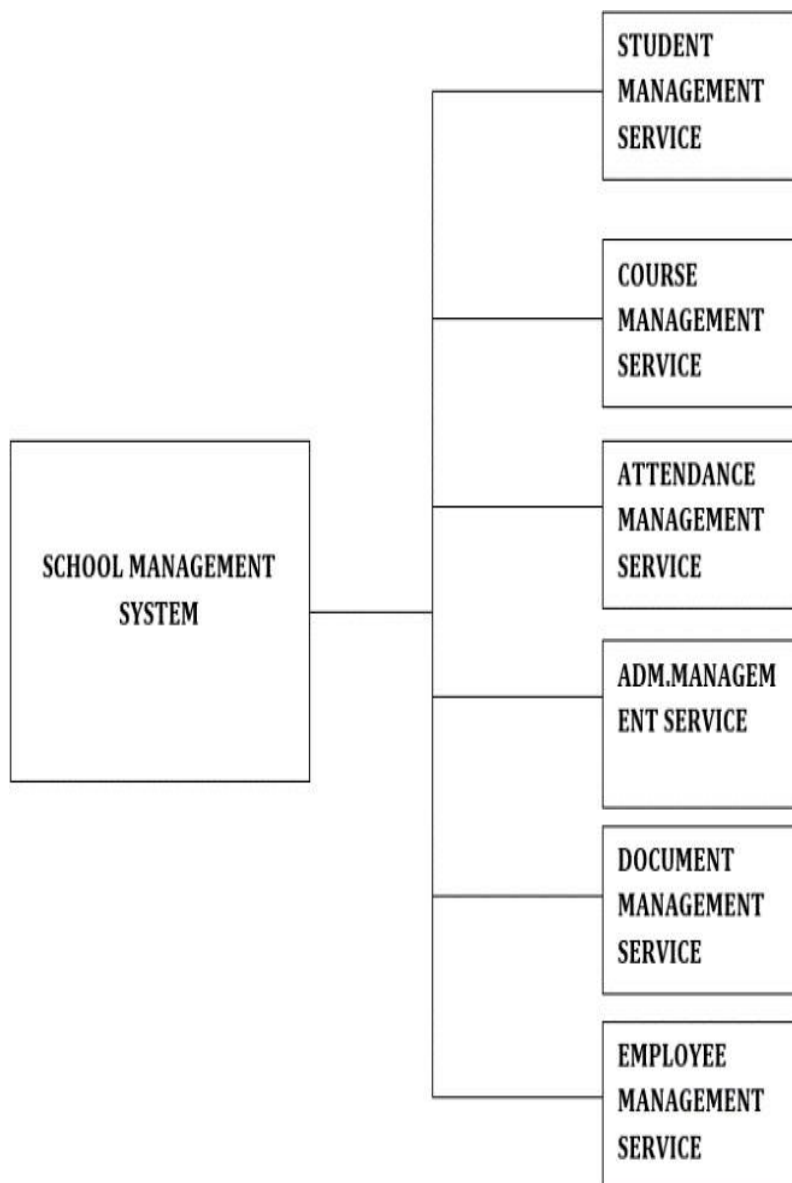 STUDENT
MANAGEMENT
SERVICE
COURSE
MANAGEMENT
SERVICE
ATTENDANCE
MANAGEMENT
SERVICE
SCHOOL MANAGEMENT
SYSTEM
ADM.MANAGEM
ENT SERVICE
DOCUMENT
MANAGEMENT
SERVICE
EMPLOYEE
MANAGEMENT
SERVICE